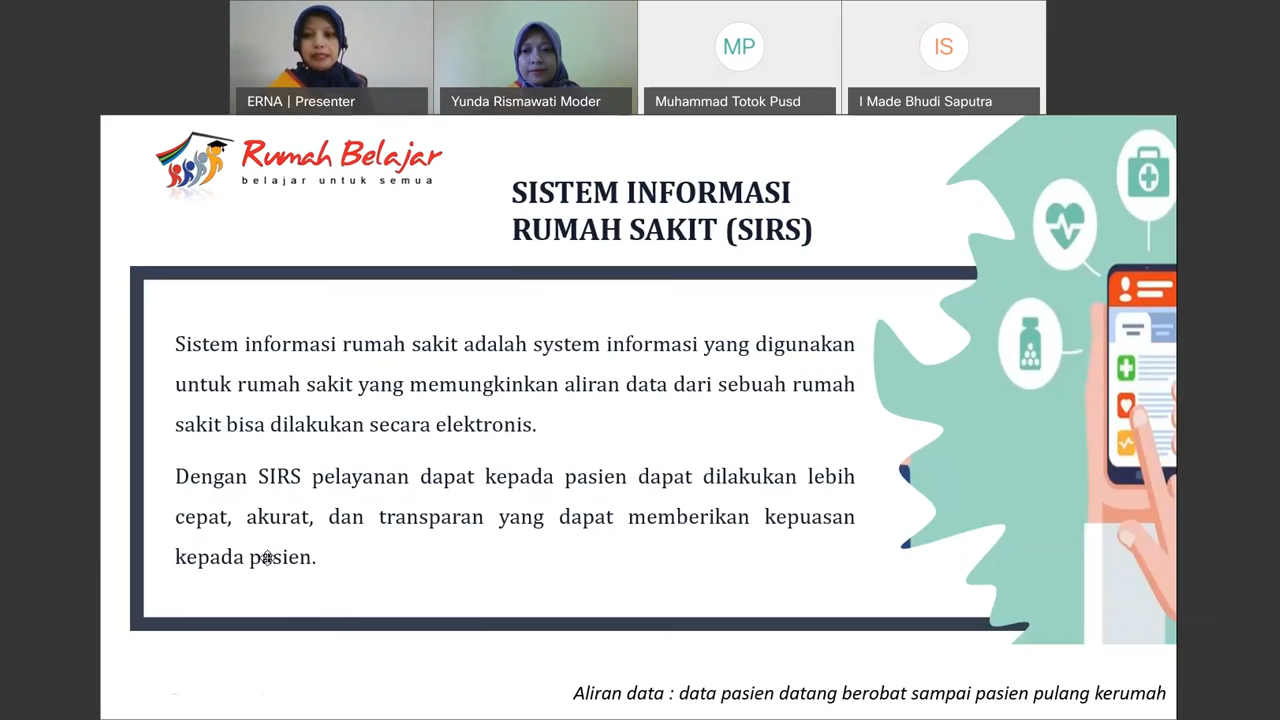 ERNA | Presenter
Yunda Rismawati Moder
MP
Muhammad Totok Pusd
IS
I Made Bhudi Saputra
Rumah Belajar
belajar untuk semua
SISTEM INFORMASI
RUMAH SAKIT (SIRS)
Sistem informasi rumah sakit adalah system informasi yang digunakan
untuk rumah sakit yang memungkinkan aliran data dari sebuah rumah
sakit bisa dilakukan secara elektronis.
Dengan SIRS pelayanan dapat kepada pasien dapat dilakukan lebih
cepat, akurat, dan transparan yang dapat memberikan kepuasan
kepada pasien.
Aliran data : data pasien datang berobat sampai pasien pulang kerumah